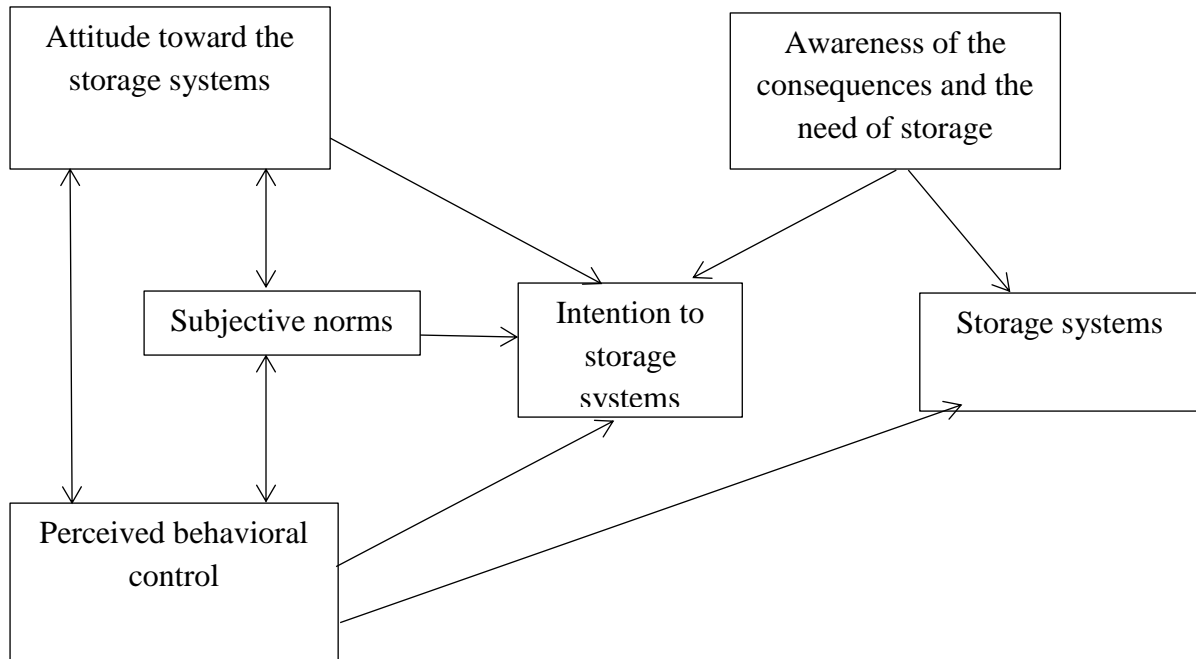 Attitude toward the
storage systems
Awareness of the
consequences and the
need of storage
Subjective norms
Intention to
storage
systems
Storage systems
Perceived behavioral
control